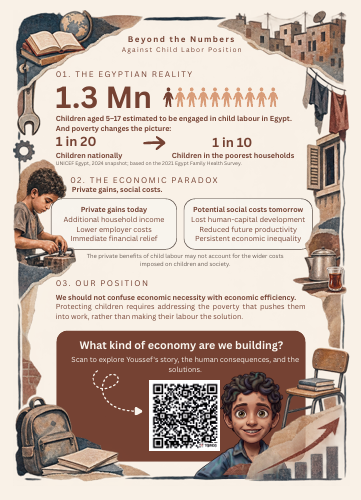 Beyond the Numbers
Against Child Labor Position
01. THE EGYPTIAN REALITY
1.3 Mn
Children aged 5–17 estimated to be engaged in child labour in Egypt.
And poverty changes the picture:
1 in 20
1 in 10
Children nationally
Children in the poorest households
UNICEF Egypt, 2024 snapshot, based on the 2021 Egypt Family Health Survey.
02. THE ECONOMIC PARADOX
Private gains, social costs.
Private gains today
Additional household income
Lower employer costs
Immediate financial relief
Potential social costs tomorrow
Lost human-capital development
Reduced future productivity
Persistent economic inequality
The private benefits of child labour may not account for the wider costs
imposed on children and society.
03. OUR POSITION
We should not confuse economic necessity with economic efficiency.
Protecting children requires addressing the poverty that pushes them
into work, rather than making their labour the solution.
What kind of economy are we building?
Scan to explore Youssef's story, the human consequences, and the
solutions.